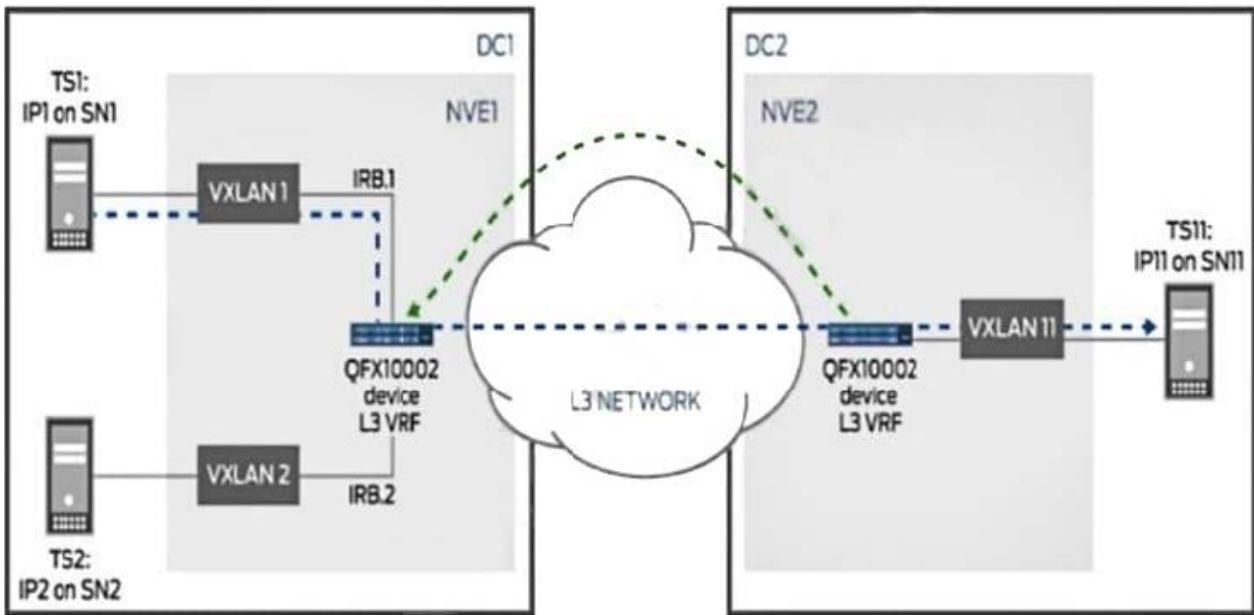 DC1
DC2
TS1:
IP1 on SN1
NVE1
NVE2
VXLAN 1
IRB.1
TS11:
IP11 on SN11
VXLAN 11
QFX10002
device
L3 VRF
L3 NETWORK
QFX10002
device
L3 VRF
VXLAN 2
IRB.2
TS2:
IP2 on SN2